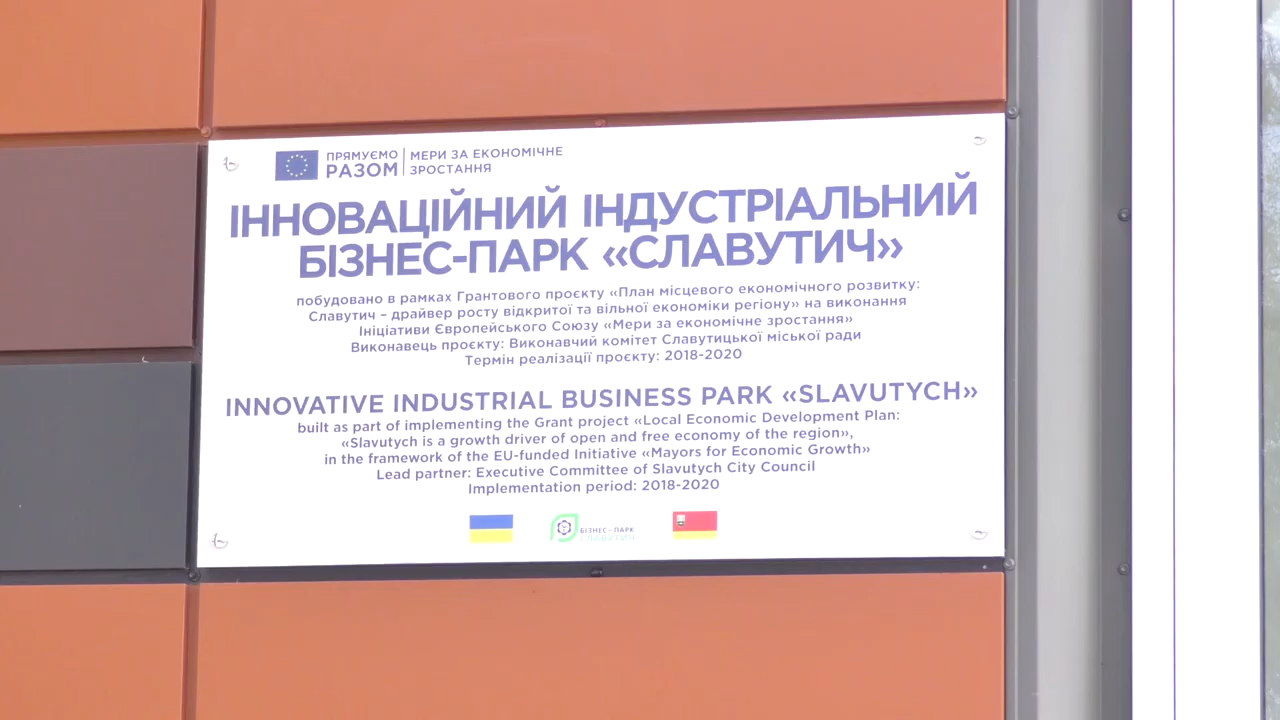 ПРЯМУЄМО
РАЗОМ
МЕРИ ЗА ЕКОНОМІЧНЕ
ЗРОСТАННЯ
ІННОВАЦІЙНИЙ ІНДУСТРІАЛЬНИЙ
БІЗНЕС-ПАРК «СЛАВУТИЧ»
побудовано в рамках Грантового проєкту «План місцевого економічного розвитку:
Славутич – драйвер росту відкритої та вільної економіки регіону» на виконання
Ініціативи Європейського Союзу «Мери за економічне зростання»
Виконавець проєкту: Виконавчий комітет Славутицької міської ради
Термін реалізації проєкту: 2018-2020
INNOVATIVE INDUSTRIAL BUSINESS PARK «SLAVUTYCH»
built as part of implementing the Grant project «Local Economic Development Plan:
«Slavutych is a growth driver of open and free economy of the region»,
in the framework of the EU-funded Initiative «Mayors for Economic Growth»
Lead partner: Executive Committee of Slavutych City Council
Implementation period: 2018-2020
БІЗНЕС-ПАРК
СЛАВУТИЧ